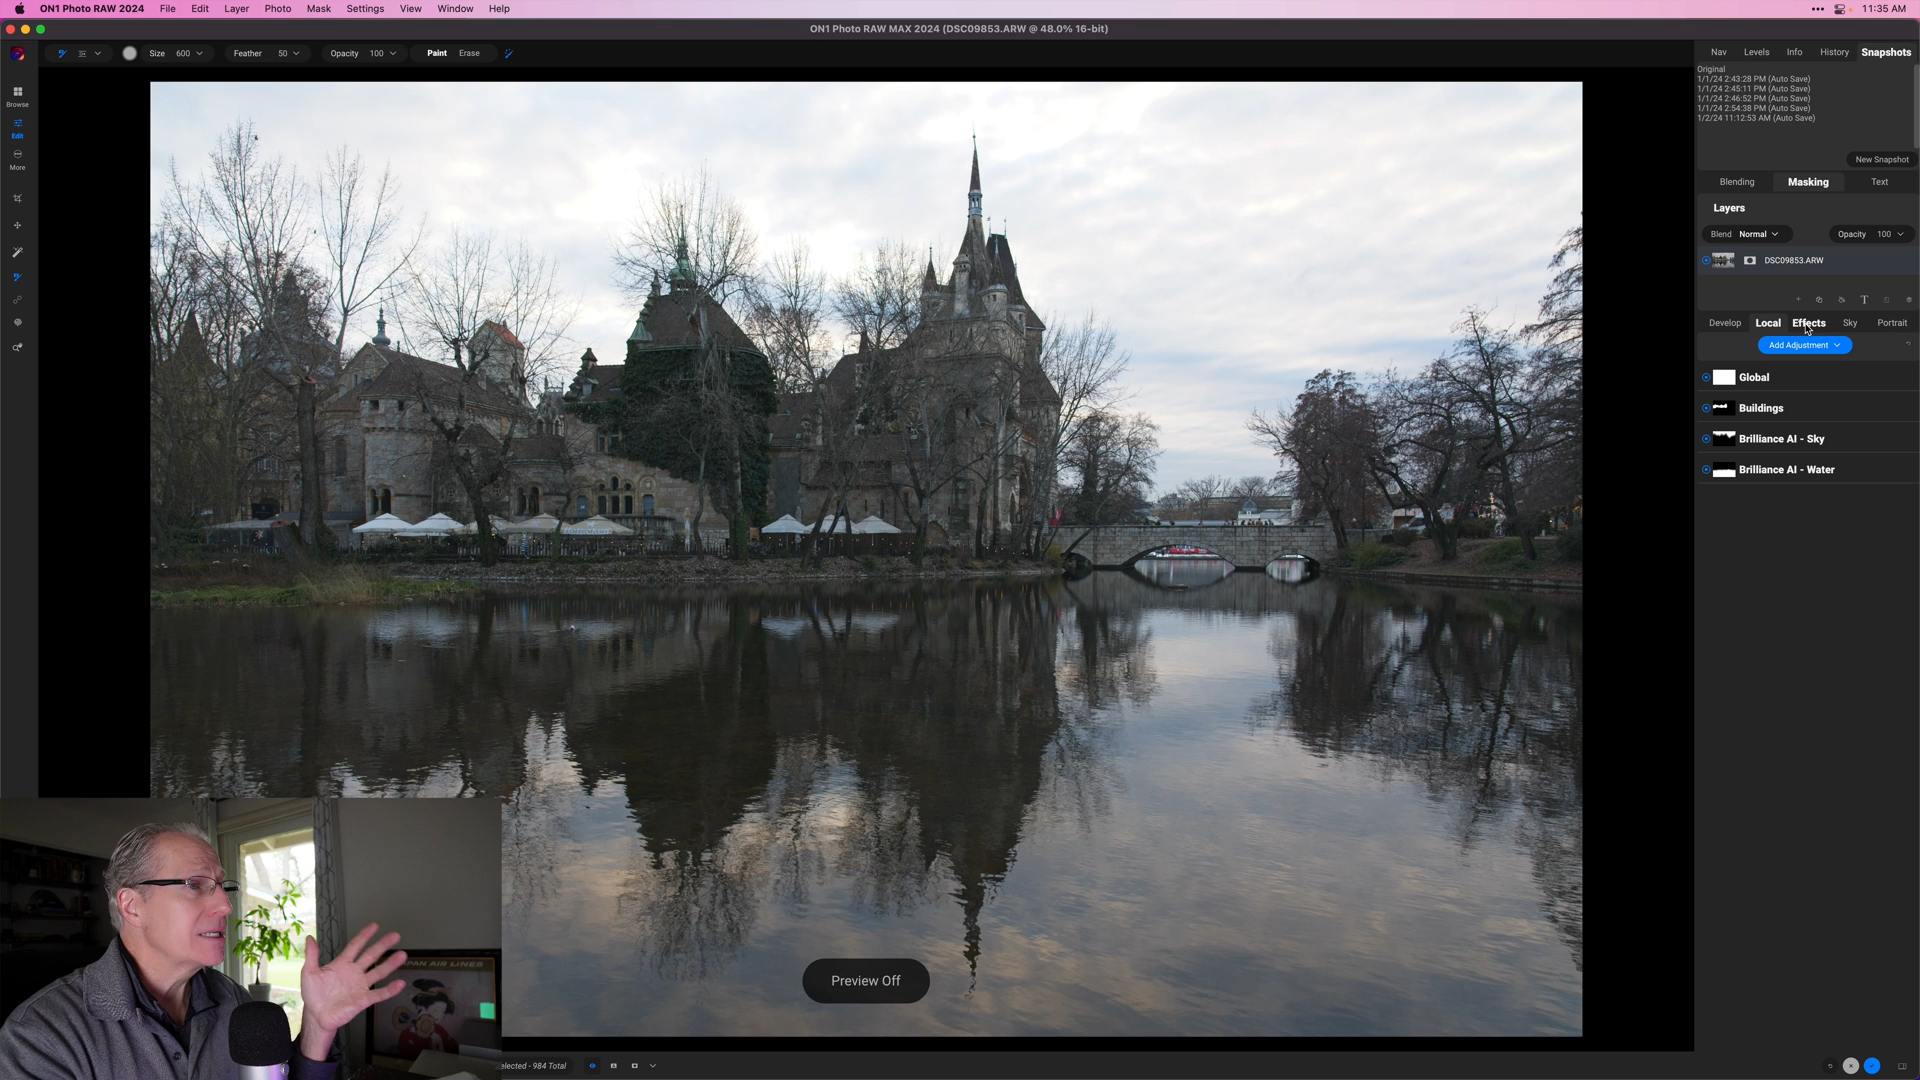 ON1 Photo RAW 2024 File Edit Layer Photo Mask Settings View Window Help 11:35 AM
ON1 Photo RAW MAX 2024 (DSC09853.ARW @ 48.0% 16-bit)
Size 600 Feather 50 Opacity 100 Paint Erase
Nav Levels Info History Snapshots
Original
1/1/24 2:43:28 PM (Auto Save)
1/1/24 2:45:11 PM (Auto Save)
1/1/24 2:46:52 PM (Auto Save)
1/1/24 2:54:38 PM (Auto Save)
1/2/24 11:12:53 AM (Auto Save)
New Snapshot
Browse
Edit
More
Blending Masking Text
Layers
Blend Normal Opacity 100
DSC09853.ARW
T
Develop Local Effects Sky Portrait
Add Adjustment
Global
Buildings
Brilliance AI - Sky
Brilliance AI - Water
PAN AIR LINES
Preview Off
elected - 984 Total